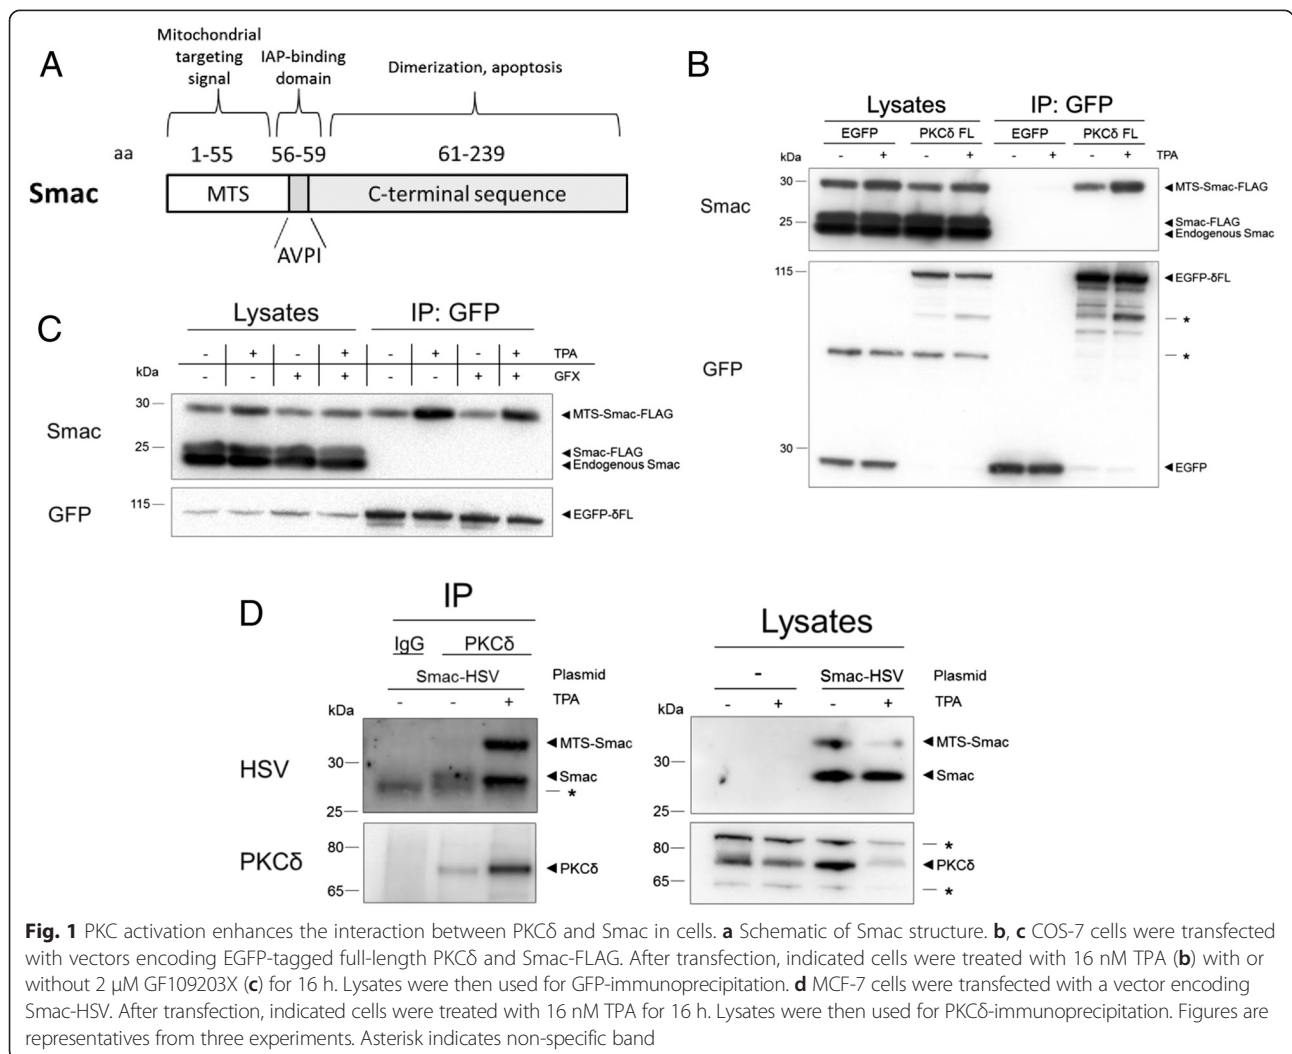 A
Mitochondrial
targeting
signal
IAP-binding
domain
Dimerization, apoptosis
aa 1-55 56-59 61-239
Smac MTS C-terminal sequence
AVPI
B
Lysates IP: GFP
EGFP PKCδ FL EGFP PKCδ FL
- + - + - + - + TPA
kDa
Smac
30
25
MTS-Smac-FLAG
Smac-FLAG
Endogenous Smac
GFP
115
30
EGFP-δFL
*
*
EGFP
C
Lysates IP: GFP
- + - + - + - + TPA
- - + + - - + + GFX
kDa
Smac
30
25
MTS-Smac-FLAG
Smac-FLAG
Endogenous Smac
GFP
115
EGFP-δFL
D
IP
IgG PKCδ
Smac-HSV Plasmid
- - + TPA
kDa
HSV
30
25
MTS-Smac
Smac
*
PKCδ
80
65
PKCδ
Lysates
- Smac-HSV Plasmid
- + - + TPA
kDa
30
25
MTS-Smac
Smac
80
65
*
PKCδ
*
Fig. 1 PKC activation enhances the interaction between PKCδ and Smac in cells. a Schematic of Smac structure. b, c COS-7 cells were transfected
with vectors encoding EGFP-tagged full-length PKCδ and Smac-FLAG. After transfection, indicated cells were treated with 16 nM TPA (b) with or
without 2 μM GF109203X (c) for 16 h. Lysates were then used for GFP-immunoprecipitation. d MCF-7 cells were transfected with a vector encoding
Smac-HSV. After transfection, indicated cells were treated with 16 nM TPA for 16 h. Lysates were then used for PKCδ-immunoprecipitation. Figures are
representatives from three experiments. Asterisk indicates non-specific band